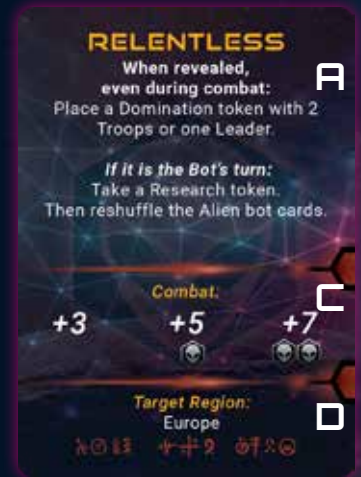 RELENTLESS
When revealed,
even during combat:
Place a Domination token with 2
Troops or one Leader.
A
If it is the Bot's turn:
Take a Research token.
Then reshuffle the Alien bot cards.
Combat:
C
+3 +5 +7
Target Region:
Europe
D